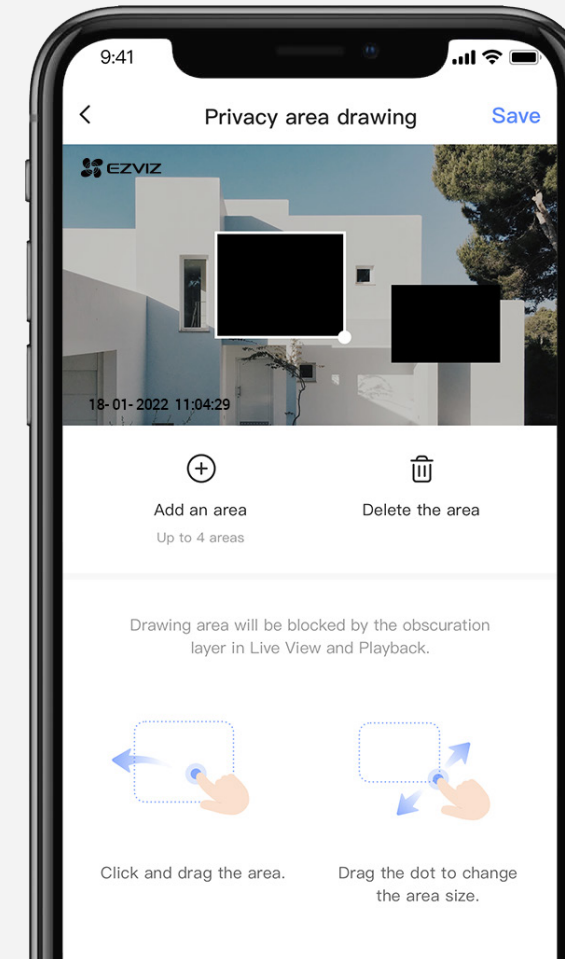 9:41
Privacy area drawing
Save
EZVIZ
18-01-2022 11:04:29
Add an area
Delete the area
Up to 4 areas
Drawing area will be blocked by the obscuration
layer in Live View and Playback.
Click and drag the area.
Drag the dot to change
the area size.